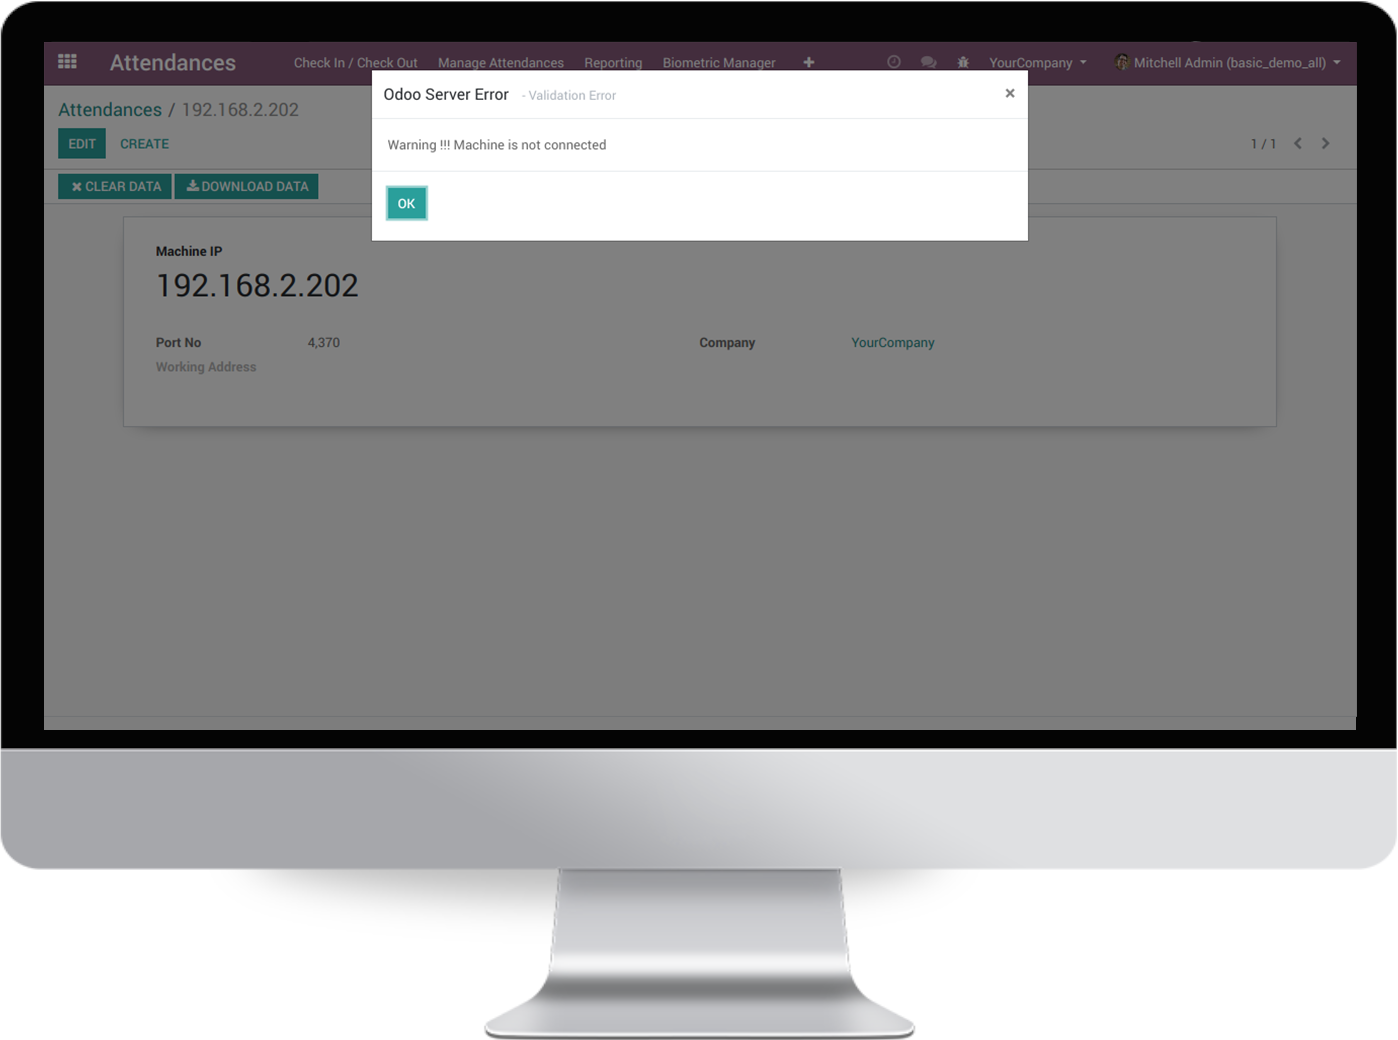 Attendances Check In / Check Out Manage Attendances Reporting Biometric Manager YourCompany Mitchell Admin (basic_demo_all)
Odoo Server Error - Validation Error ×
Attendances / 192.168.2.202
EDIT CREATE 1 / 1
Warning !!! Machine is not connected
CLEAR DATA DOWNLOAD DATA
OK
Machine IP
192.168.2.202
Port No 4,370 Company YourCompany
Working Address